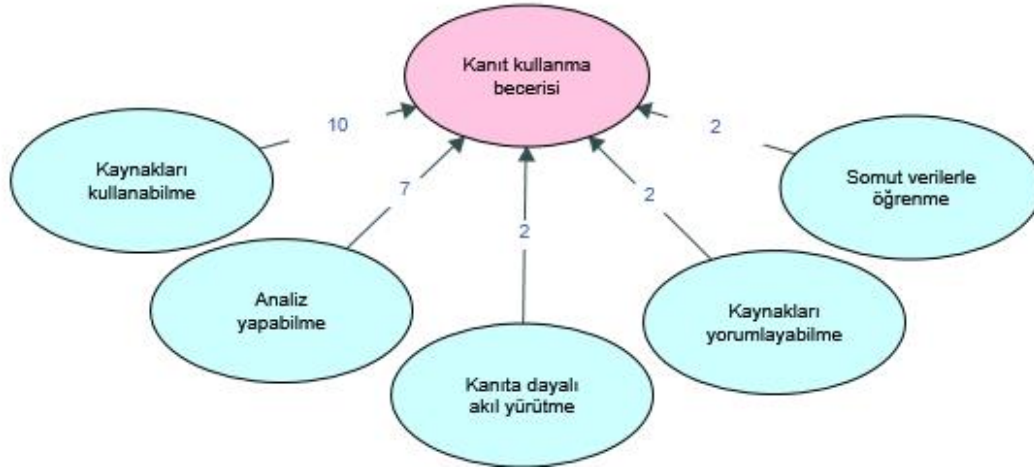 Kanıt kullanma
becerisi
10
2
Kaynakları
kullanabilme
Somut verilerle
öğrenme
7
2
2
Analiz
yapabilme
Kaynakları
yorumlayabilme
Kanıta dayalı
akıl yürütme